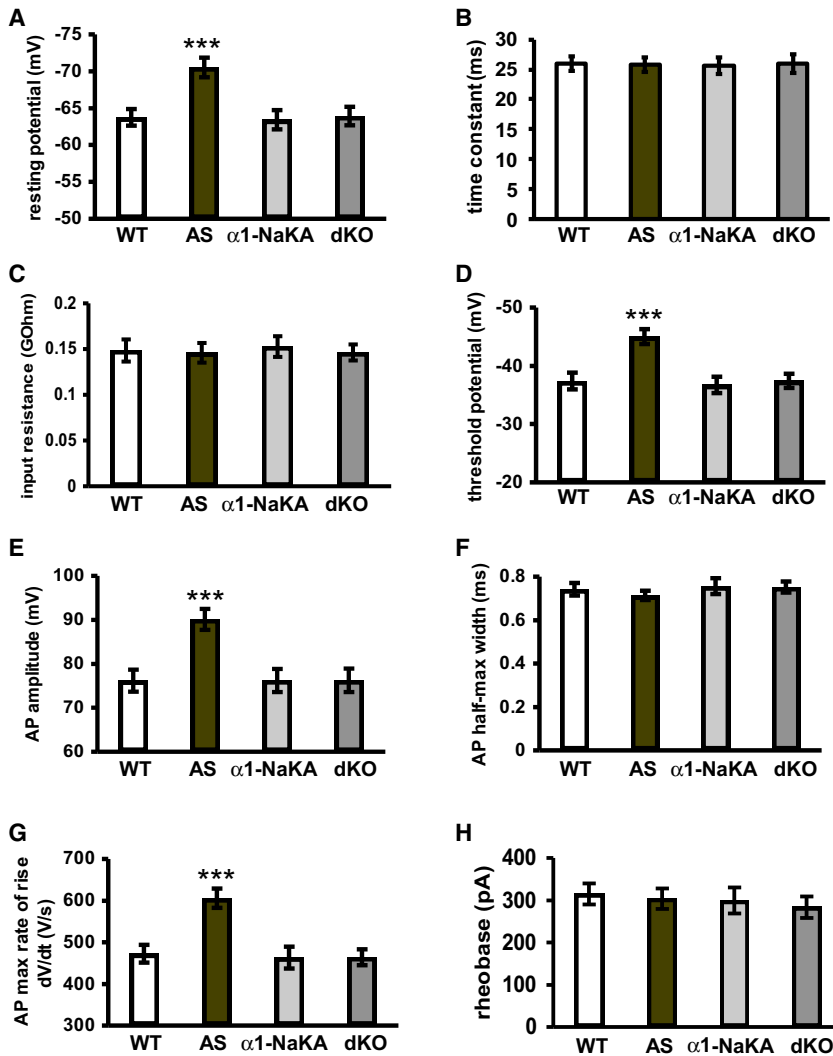 A
resting potential (mV)
-75
-70
-65
-60
-55
-50
***
WT AS α1-NaKA dKO
B
time constant (ms)
30
25
20
15
10
5
0
WT AS α1-NaKA dKO
C
input resistance (GOhm)
0.2
0.15
0.1
0.05
0
WT AS α1-NaKA dKO
D
threshold potential (mV)
-50
-40
-30
-20
***
WT AS α1-NaKA dKO
E
AP amplitude (mV)
100
90
80
70
60
***
WT AS α1-NaKA dKO
F
AP half-max width (ms)
0.8
0.6
0.4
0.2
0
WT AS α1-NaKA dKO
G
AP max rate of rise
dV/dt (V/s)
700
600
500
400
300
***
WT AS α1-NaKA dKO
H
rheobase (pA)
400
300
200
100
0
WT AS α1-NaKA dKO